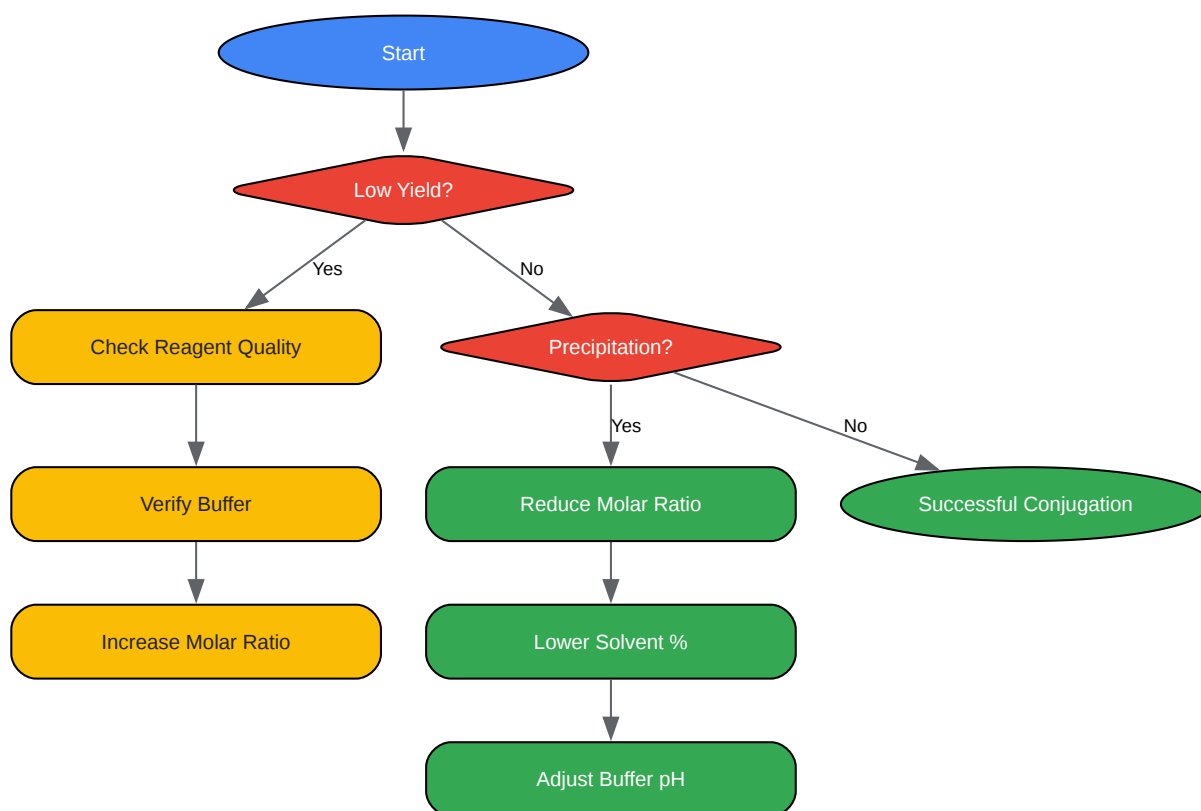 Start
Low Yield?
Yes
No
Check Reagent Quality
Precipitation?
Yes
No
Verify Buffer
Reduce Molar Ratio
Successful Conjugation
Increase Molar Ratio
Lower Solvent %
Adjust Buffer pH